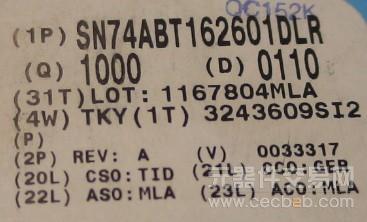 QC152K
(1P) SN74ABT162601DLR
(Q) 1000 (D) 0110
(31T) LOT: 1167804MLA
(4W) TKY (1T) 3243609SI2
(P)
(2P) REV: A (V) 0033317
(20L) CSO: TID (21L) CCO: GER
(22L) ASO: MLA (23L) ACO: MLA
www.cecbeb.com